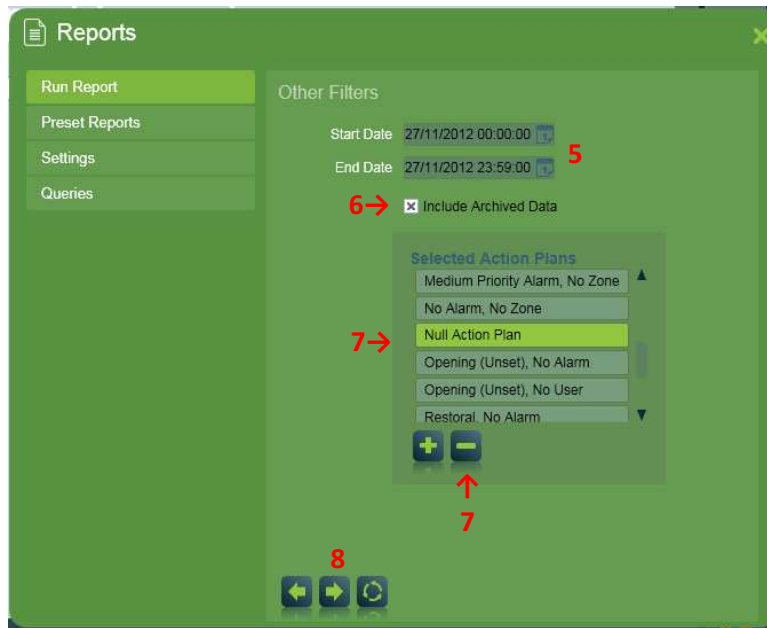 Reports
Run Report
Preset Reports
Settings
Queries
Other Filters
Start Date 27/11/2012 00:00:00
End Date 27/11/2012 23:59:00
5
6→ Include Archived Data
Selected Action Plans
Medium Priority Alarm, No Zone
No Alarm, No Zone
7→ Null Action Plan
Opening (Unset), No Alarm
Opening (Unset), No User
Restoral, No Alarm
7
8